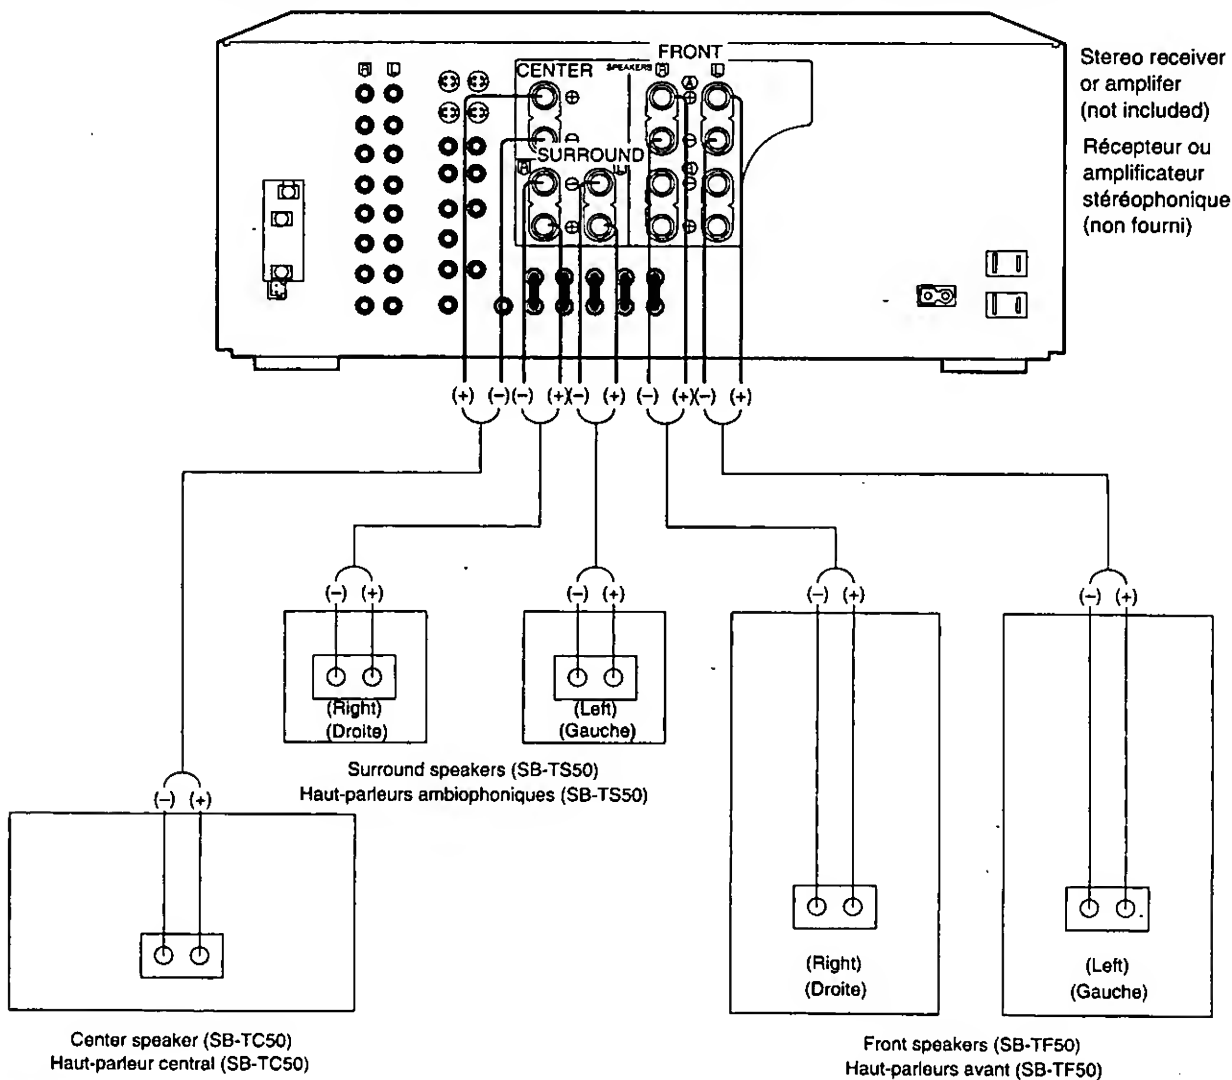 FRONT
CENTER
SPEAKERS
R L
R L
A
SURROUND
R L
Stereo receiver
or amplifer
(not included)
Récepteur ou
amplificateur
stéréophonique
(non fourni)
(+) (−) (−) (+) (−) (+) (−) (+) (−) (+)
(−) (+)
(−) (+)
(−) (+)
(−) (+)
(Right)
(Droite)
(Left)
(Gauche)
Surround speakers (SB-TS50)
Haut-parleurs ambiophoniques (SB-TS50)
(−) (+)
(Right)
(Droite)
(Left)
(Gauche)
Center speaker (SB-TC50)
Haut-parleur central (SB-TC50)
Front speakers (SB-TF50)
Haut-parleurs avant (SB-TF50)